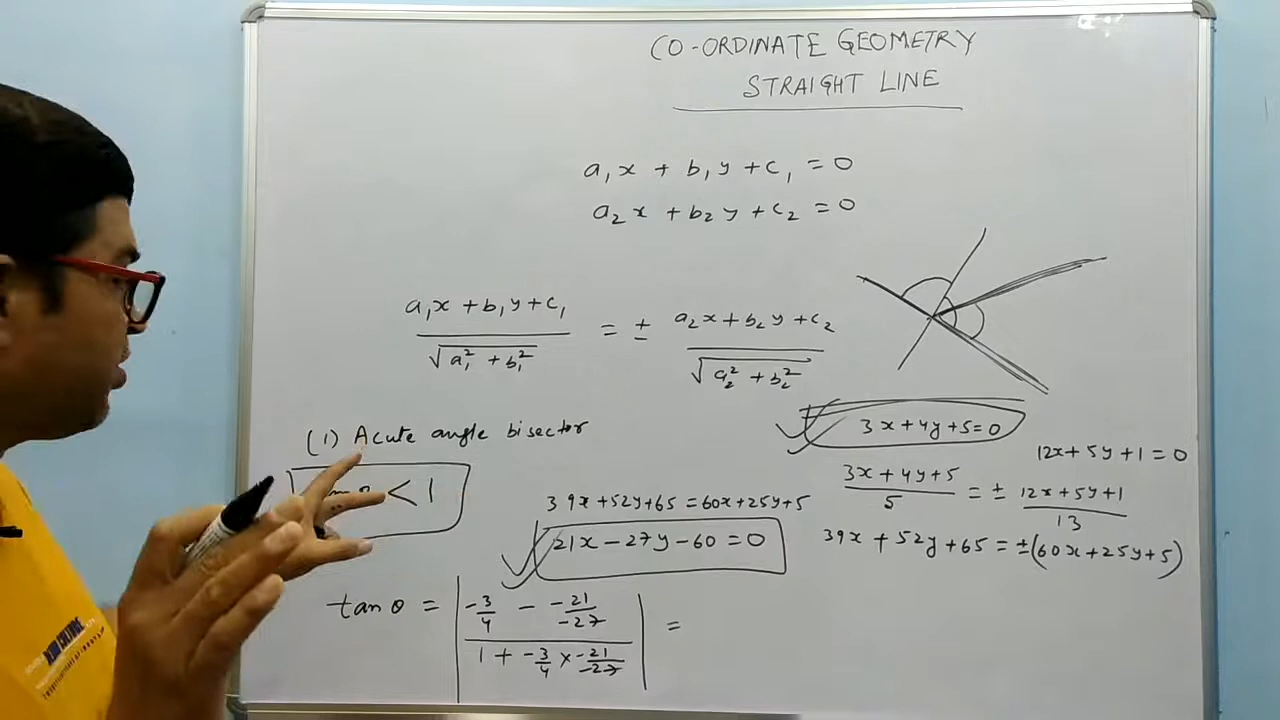 CO-ORDINATE GEOMETRY
STRAIGHT LINE
a₁x + b₁y + c₁ = 0
a₂x + b₂y + c₂ = 0
(a₁x + b₁y + c₁)/√(a₁² + b₁²) = ± (a₂x + b₂y + c₂)/√(a₂² + b₂²)
(1) Acute angle bisector
< 1
3x + 4y + 5 = 0
12x + 5y + 1 = 0
(3x + 4y + 5)/5 = ± (12x + 5y + 1)/13
39x + 52y + 65 = ±(60x + 25y + 5)
39x + 52y + 65 = 60x + 25y + 5
21x - 27y - 60 = 0
tan θ = |(-3/4 - -21/-27)/(1 + -3/4 × -21/-27)| =